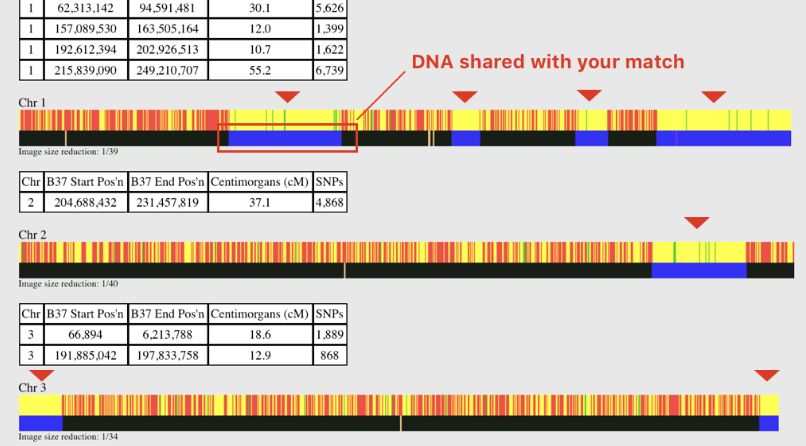 1 62,313,142 94,591,481 30.1 5,626
1 157,089,530 163,505,164 12.0 1,399
1 192,612,394 202,926,513 10.7 1,622
1 215,839,090 249,210,707 55.2 6,739
DNA shared with your match
Chr 1
Image size reduction: 1/39
Chr B37 Start Pos'n B37 End Pos'n Centimorgans (cM) SNPs
2 204,688,432 231,457,819 37.1 4,868
Chr 2
Image size reduction: 1/40
Chr B37 Start Pos'n B37 End Pos'n Centimorgans (cM) SNPs
3 66,894 6,213,788 18.6 1,889
3 191,885,042 197,833,758 12.9 868
Chr 3
Image size reduction: 1/34